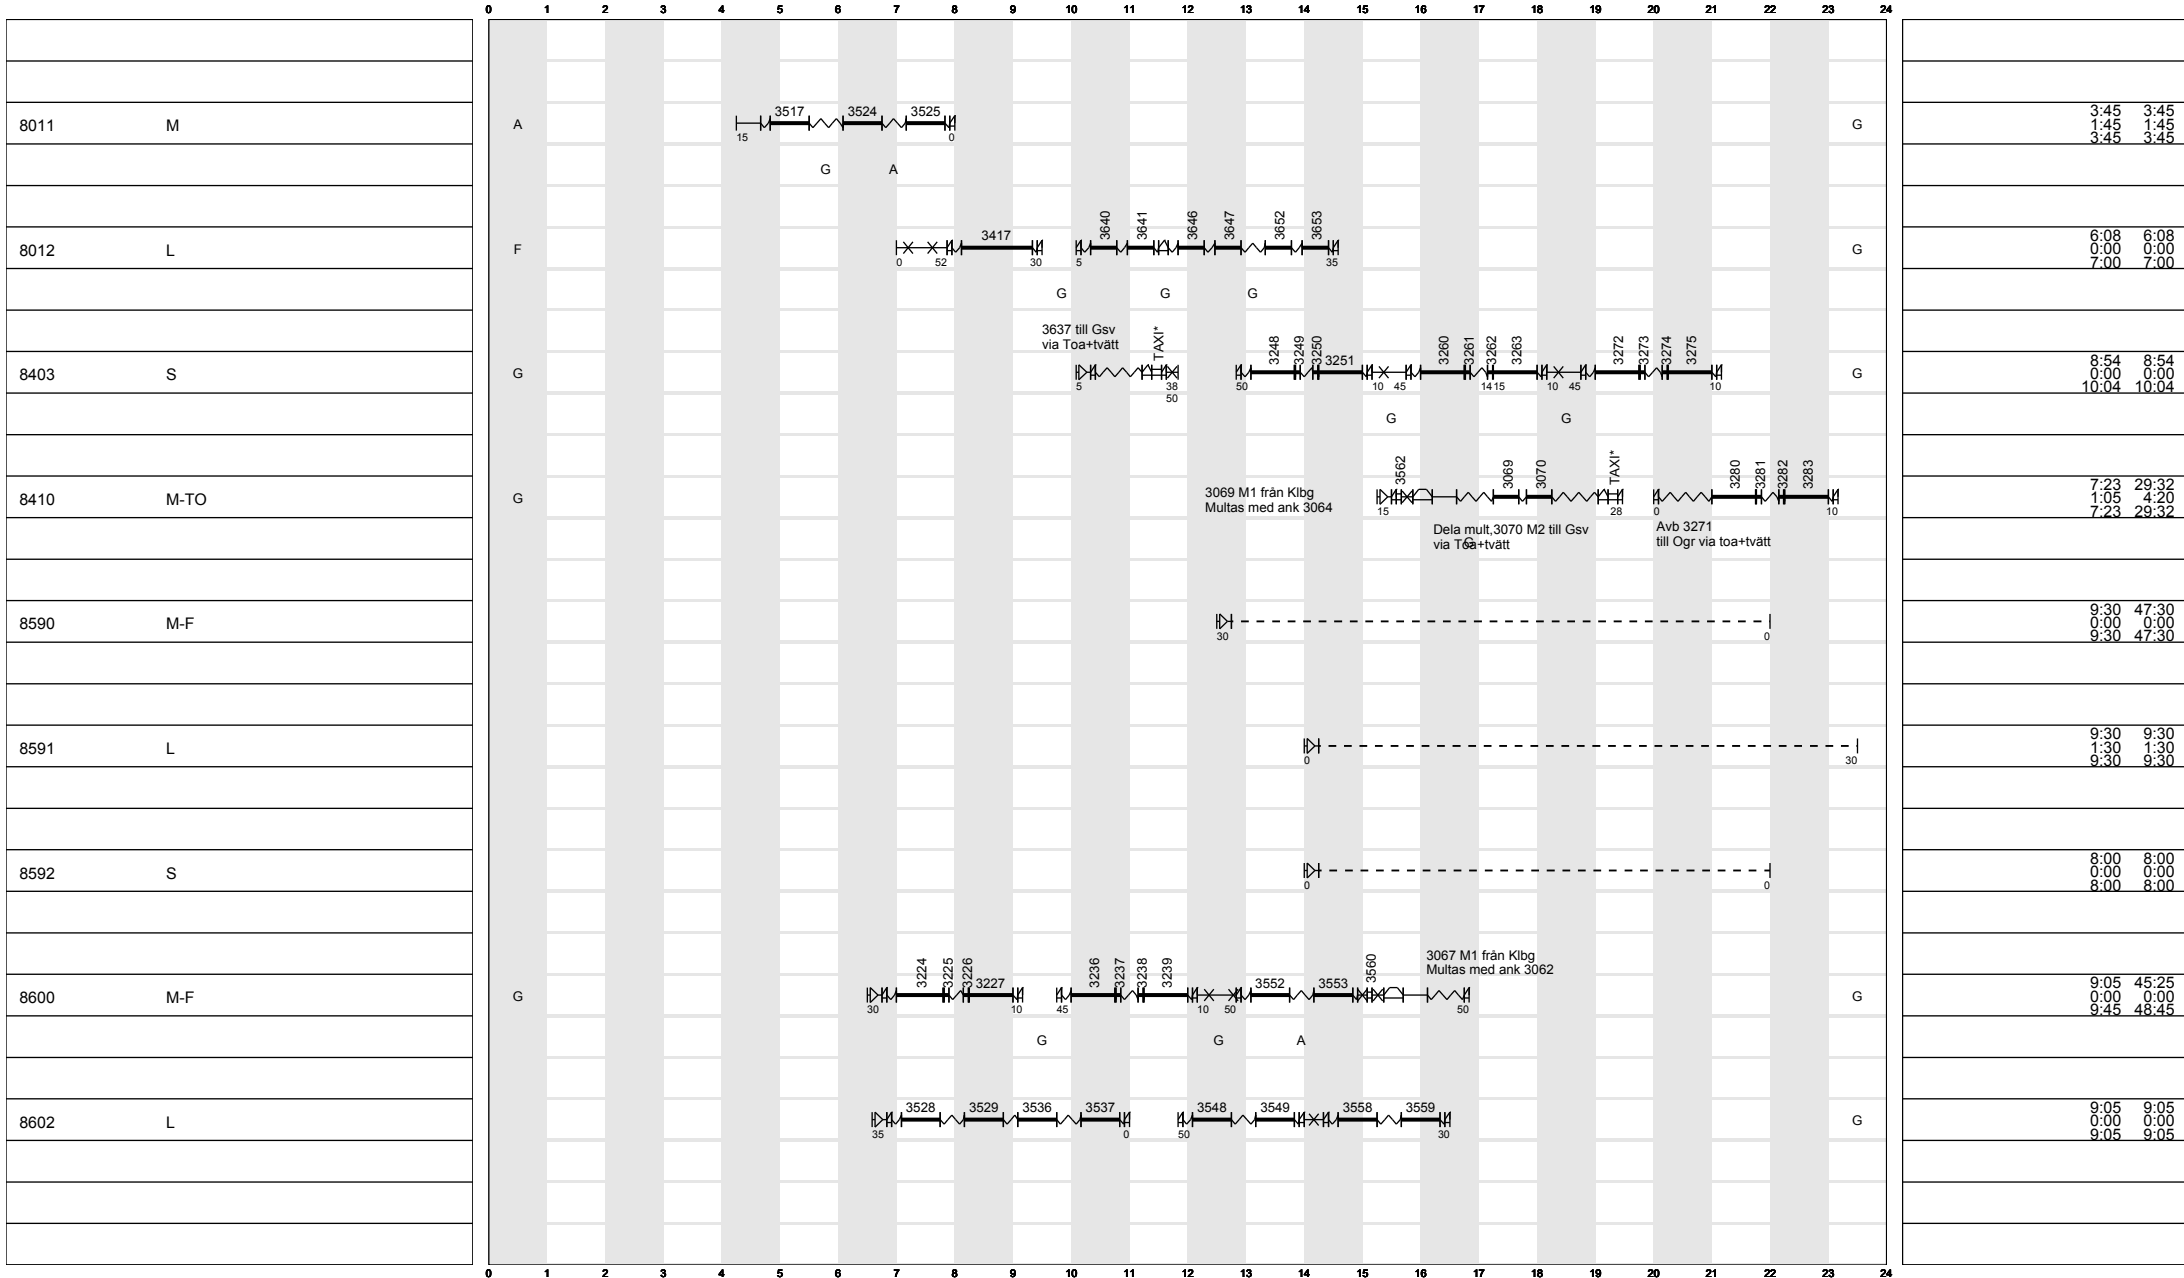 0 1 2 3 4 5 6 7 8 9 10 11 12 13 14 15 16 17 18 19 20 21 22 23 24
3517 3524 3525
8011 M A G
15 0
3:45 3:45
1:45 1:45
3:45 3:45
G A
3640 3641 3646 3647 3652 3653
3417
8012 L F G
0 52 30 5 35
6:08 6:08
0:00 0:00
7:00 7:00
G G G
3637 till Gsv
via Toa+tvätt
TAXI* 3248 3249 3250 3251 3260 3261 3262 3263 3272 3273 3274 3275
8403 S G G
5 38 50 10 45 14 15 10 45 10
50
8:54 8:54
0:00 0:00
10:04 10:04
G G
3562 3069 3070 TAXI* 3280 3281 3282 3283
3069 M1 från Klbg
Multas med ank 3064
8410 M-TO G
15 28 0 10
7:23 29:32
1:05 4:20
7:23 29:32
Dela mult,3070 M2 till Gsv
via Toa+tvätt
G
Avb 3271
till Ogr via toa+tvätt
8590 M-F
30 0
9:30 47:30
0:00 0:00
9:30 47:30
8591 L
0 30
9:30 9:30
1:30 1:30
9:30 9:30
8592 S
0 0
8:00 8:00
0:00 0:00
8:00 8:00
3067 M1 från Klbg
Multas med ank 3062
3224 3225 3226 3227 3236 3237 3238 3239 3552 3553 3560
8600 M-F G G
30 10 45 10 50 50
9:05 45:25
0:00 0:00
9:45 48:45
G G A
3528 3529 3536 3537 3548 3549 3558 3559
8602 L G
35 0 50 30
9:05 9:05
0:00 0:00
9:05 9:05
0 1 2 3 4 5 6 7 8 9 10 11 12 13 14 15 16 17 18 19 20 21 22 23 24